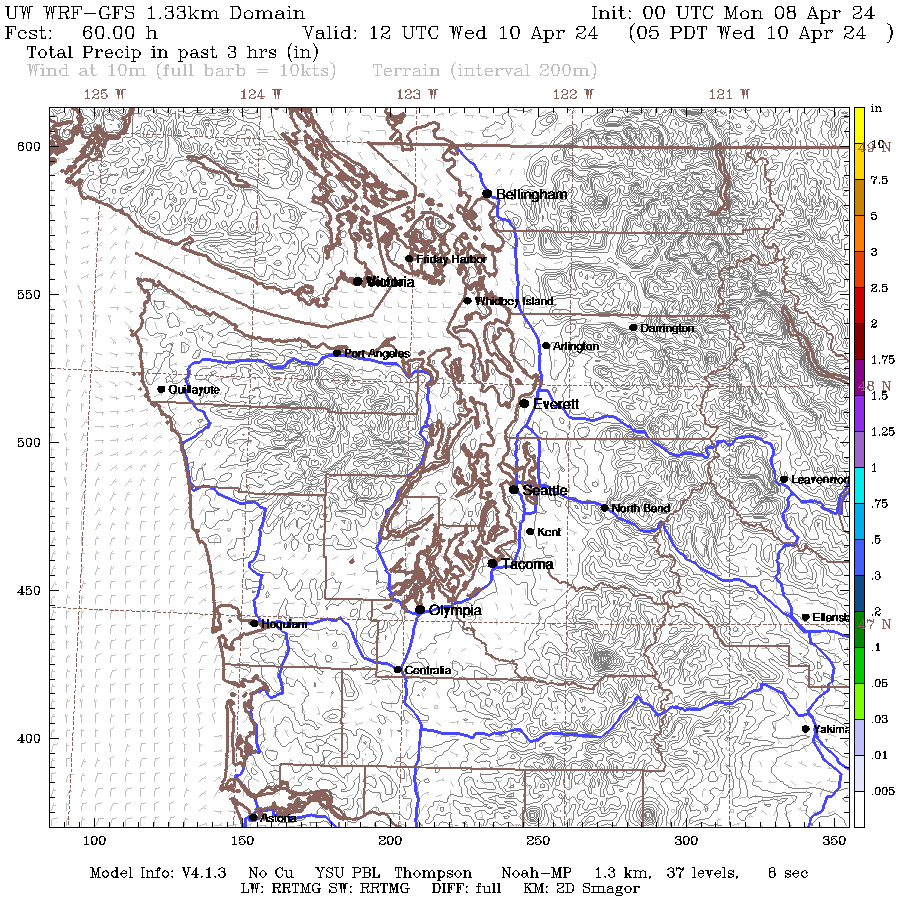 UW WRF-GFS 1.33km Domain Init: 00 UTC Mon 08 Apr 24
Fcst: 60.00 h Valid: 12 UTC Wed 10 Apr 24 (05 PDT Wed 10 Apr 24 )
Total Precip in past 3 hrs (in)
Wind at 10m (full barb = 10kts) Terrain (interval 200m)
125 W 124 W 123 W 122 W 121 W
in
600 10
7.5
Bellingham
5
3
Friday Harbor
Victoria 2.5
550 Whidbey Island
2
Darrington
Arlington
Port Angeles 1.75
Quillayute 48 N
1.5
Everett
1.25
500
1
Leavenwor
Seattle
.75
North Bend
Kent .5
Tacoma
.3
450
.2
Olympia
Ellensb
Hoquiam 47 N
.1
Centralia
.05
.03
Yakima
400
.01
.005
Astoria
100 150 200 250 300 350
Model Info: V4.1.3 No Cu YSU PBL Thompson Noah-MP 1.3 km, 37 levels, 8 sec
LW: RRTMG SW: RRTMG DIFF: full KM: 2D Smagor